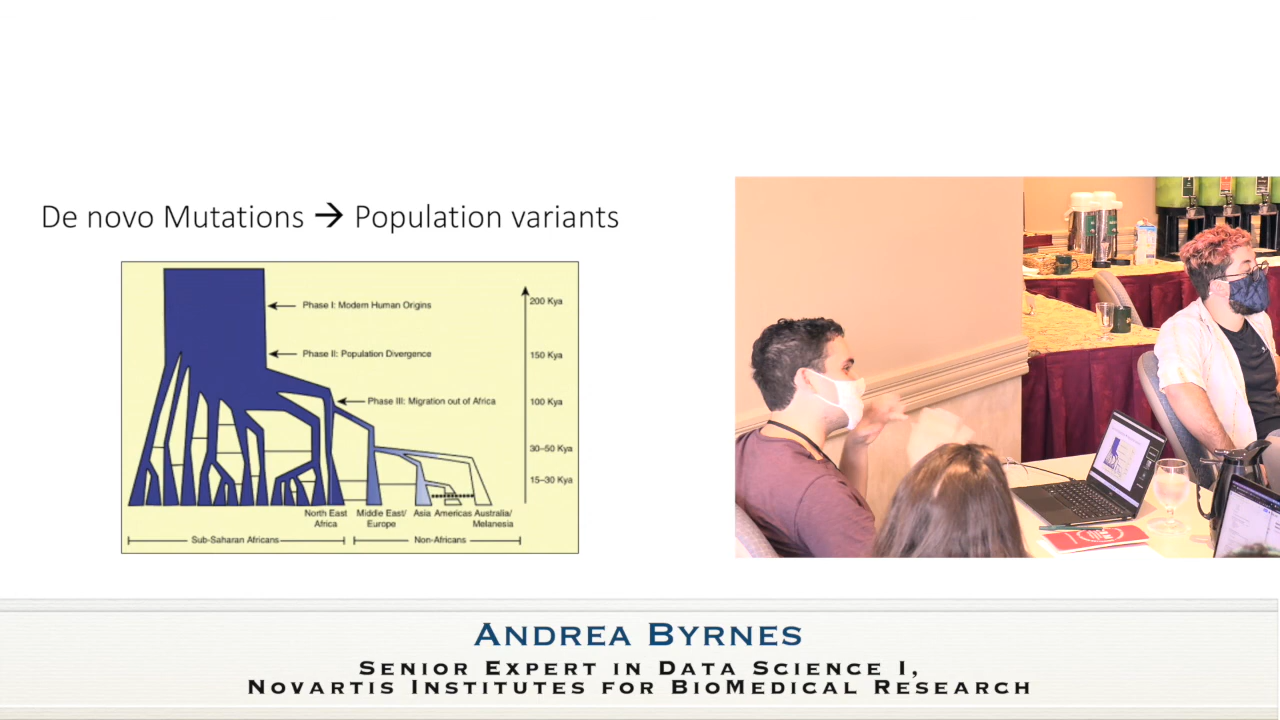 De novo Mutations → Population variants
Phase I: Modern Human Origins
200 Kya
Phase II: Population Divergence
150 Kya
Phase III: Migration out of Africa
100 Kya
30–50 Kya
15–30 Kya
North East Africa
Middle East/ Europe
Asia
Americas
Australia/ Melanesia
Sub-Saharan Africans
Non-Africans
Andrea Byrnes
Senior Expert in Data Science I,
Novartis Institutes for BioMedical Research